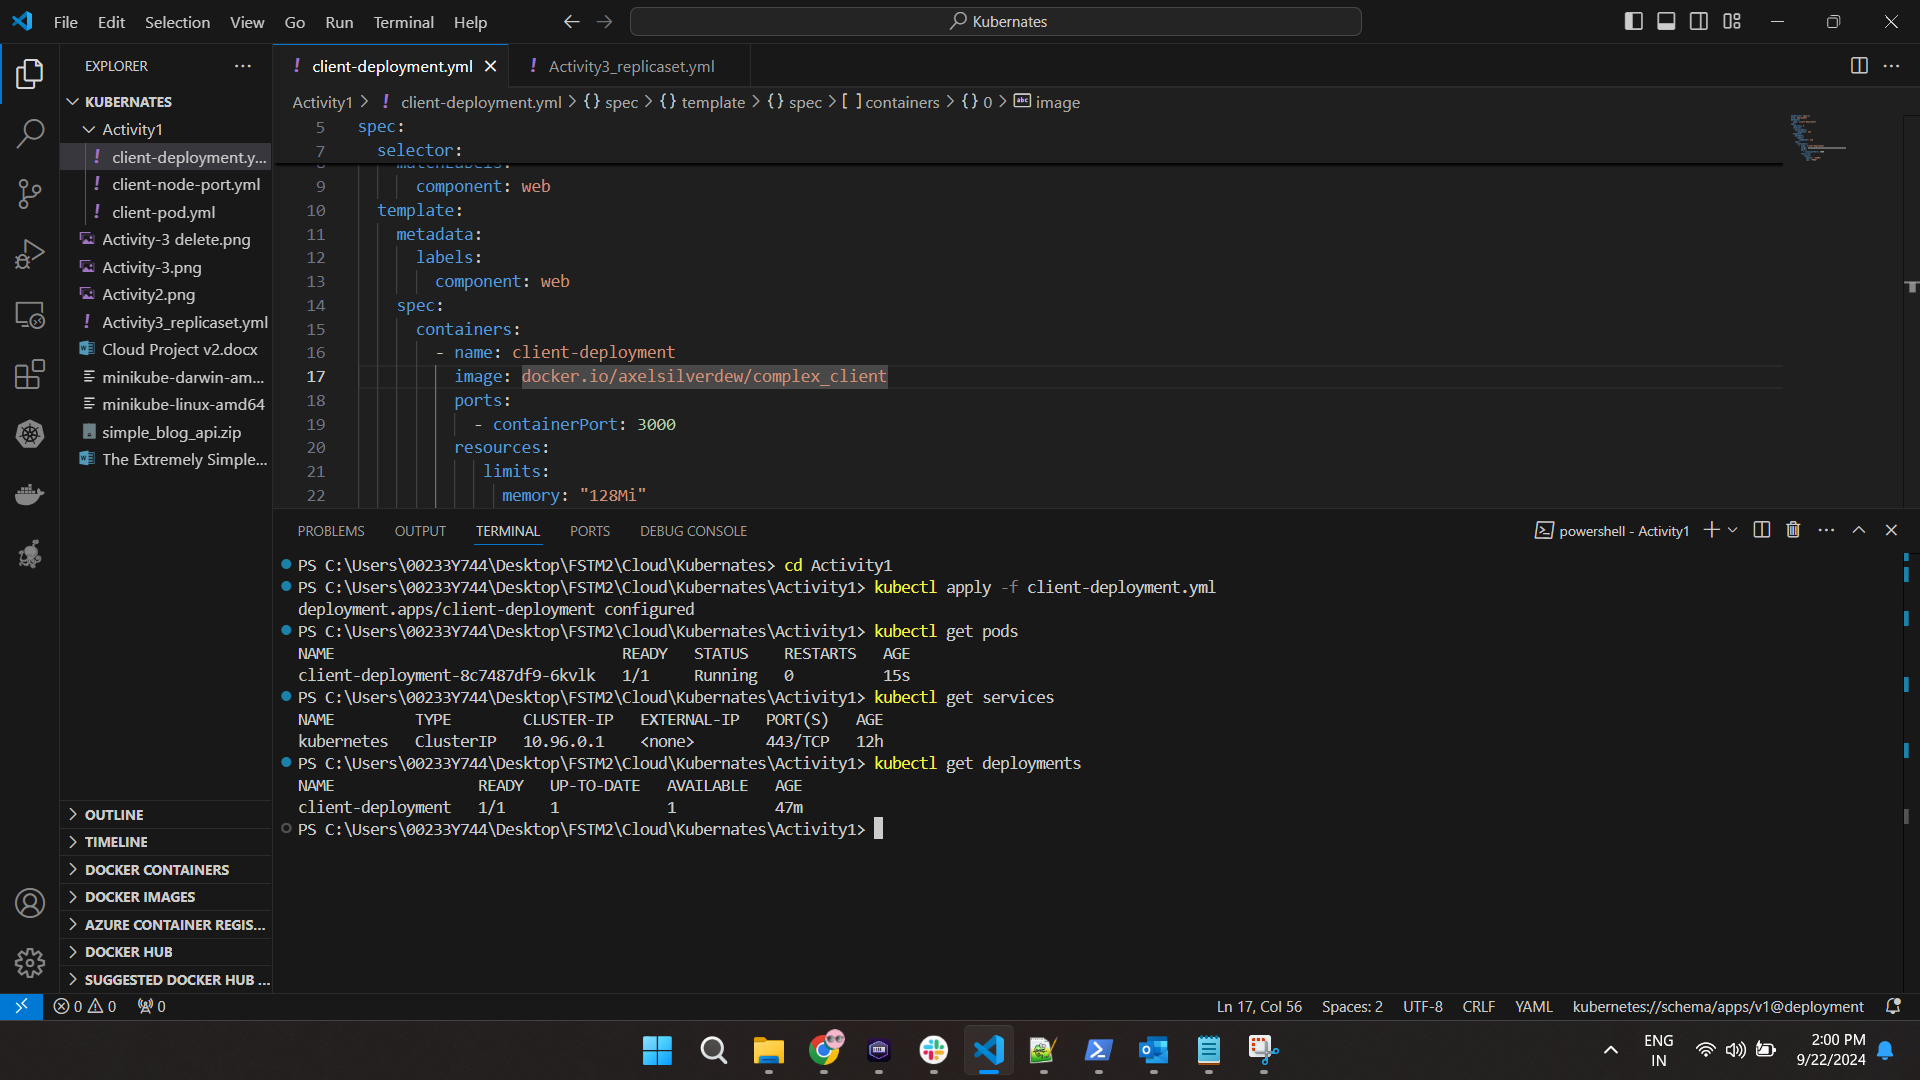 File Edit Selection View Go Run Terminal Help
Kubernates
EXPLORER
KUBERNATES
Activity1
client-deployment.y...
client-node-port.yml
client-pod.yml
Activity-3 delete.png
Activity-3.png
Activity2.png
Activity3_replicaset.yml
Cloud Project v2.docx
minikube-darwin-am...
minikube-linux-amd64
simple_blog_api.zip
The Extremely Simple...
OUTLINE
TIMELINE
DOCKER CONTAINERS
DOCKER IMAGES
AZURE CONTAINER REGIS...
DOCKER HUB
SUGGESTED DOCKER HUB ...
client-deployment.yml
Activity3_replicaset.yml
Activity1 > client-deployment.yml > {} spec > {} template > {} spec > [ ] containers > {} 0 > abc image
5 spec:
7 selector:
8 matchLabels:
9 component: web
10 template:
11 metadata:
12 labels:
13 component: web
14 spec:
15 containers:
16 - name: client-deployment
17 image: docker.io/axelsilverdew/complex_client
18 ports:
19 - containerPort: 3000
20 resources:
21 limits:
22 memory: "128Mi"
PROBLEMS OUTPUT TERMINAL PORTS DEBUG CONSOLE
powershell - Activity1
PS C:\Users\00233Y744\Desktop\FSTM2\Cloud\Kubernates> cd Activity1
PS C:\Users\00233Y744\Desktop\FSTM2\Cloud\Kubernates\Activity1> kubectl apply -f client-deployment.yml
deployment.apps/client-deployment configured
PS C:\Users\00233Y744\Desktop\FSTM2\Cloud\Kubernates\Activity1> kubectl get pods
NAME READY STATUS RESTARTS AGE
client-deployment-8c7487df9-6kvlk 1/1 Running 0 15s
PS C:\Users\00233Y744\Desktop\FSTM2\Cloud\Kubernates\Activity1> kubectl get services
NAME TYPE CLUSTER-IP EXTERNAL-IP PORT(S) AGE
kubernetes ClusterIP 10.96.0.1 <none> 443/TCP 12h
PS C:\Users\00233Y744\Desktop\FSTM2\Cloud\Kubernates\Activity1> kubectl get deployments
NAME READY UP-TO-DATE AVAILABLE AGE
client-deployment 1/1 1 1 47m
PS C:\Users\00233Y744\Desktop\FSTM2\Cloud\Kubernates\Activity1>
0 0 0
Ln 17, Col 56 Spaces: 2 UTF-8 CRLF YAML kubernetes://schema/apps/v1@deployment
ENG
IN
2:00 PM
9/22/2024